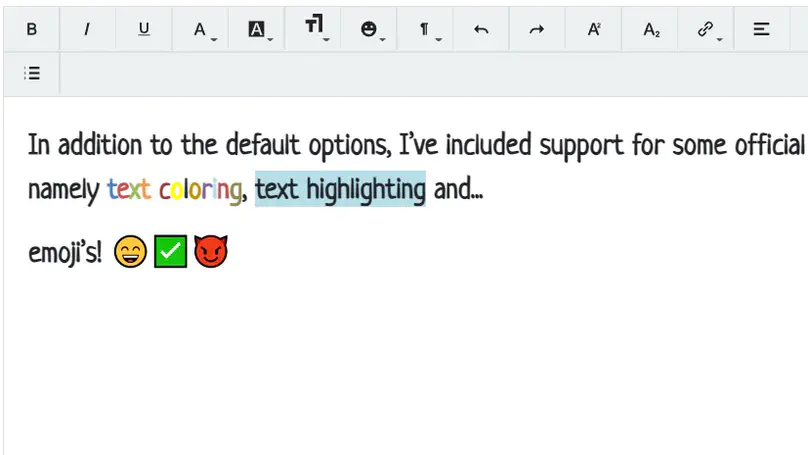 B I U A A T ¶ A² A₂
In addition to the default options, I've included support for some official
namely text coloring, text highlighting and...
emoji's! 😄 ✅ 😈